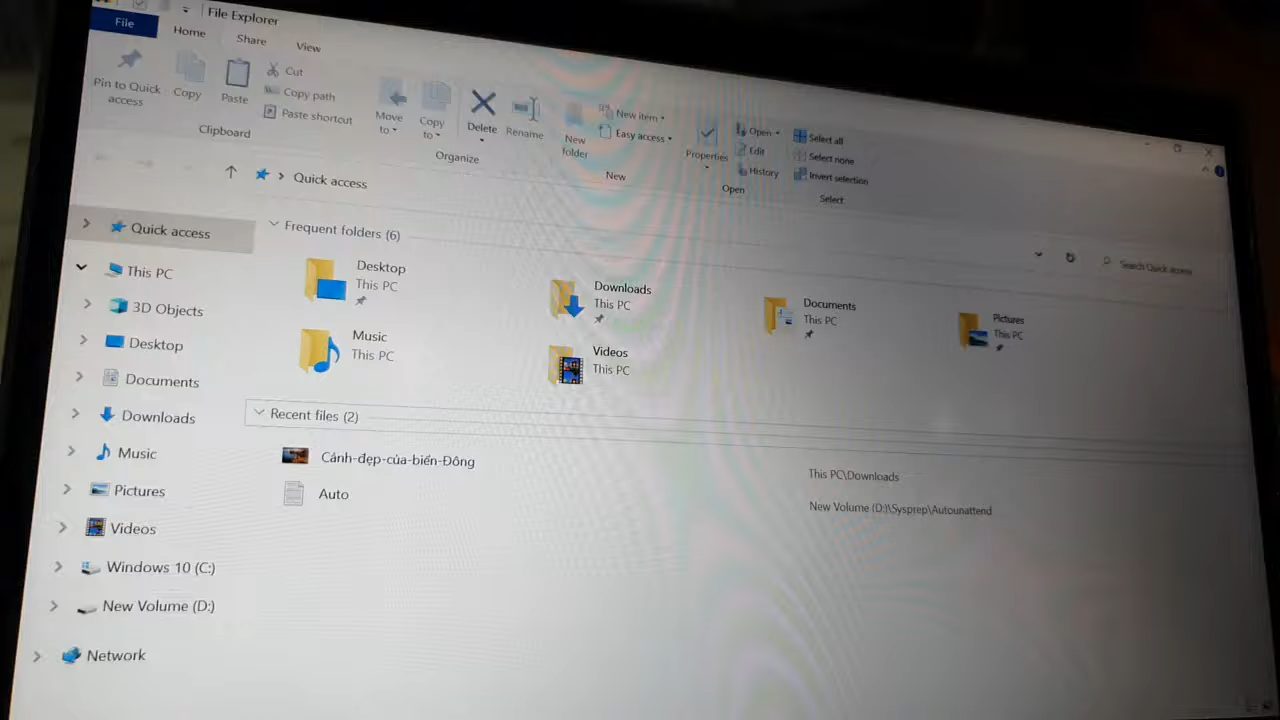 File Explorer
File
Home
Share
View
Pin to Quick
access
Copy
Paste
Cut
Copy path
Paste shortcut
Clipboard
Move
to
Copy
to
Delete
Rename
Organize
New
folder
New item
Easy access
New
Properties
Open
Edit
History
Open
Select all
Select none
Invert selection
Select
Quick access
Search Quick access
Quick access
This PC
3D Objects
Desktop
Documents
Downloads
Music
Pictures
Videos
Windows 10 (C:)
New Volume (D:)
Network
Frequent folders (6)
Desktop
This PC
Downloads
This PC
Documents
This PC
Pictures
This PC
Music
This PC
Videos
This PC
Recent files (2)
Cảnh-đẹp-của-biển-Đông
This PC\Downloads
Auto
New Volume (D:)\Sysprep\Autounattend